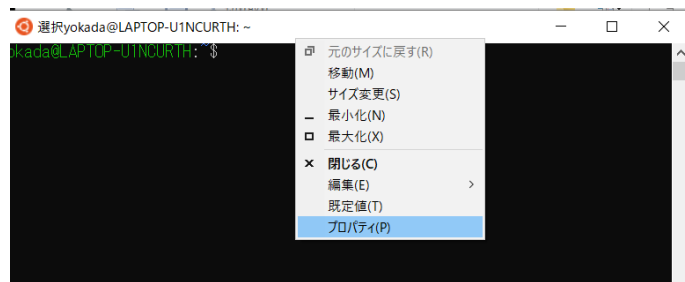 選択yokada@LAPTOP-U1NCURTH: ~
okada@LAPTOP-U1NCURTH:~$
元のサイズに戻す(R)
移動(M)
サイズ変更(S)
最小化(N)
最大化(X)
閉じる(C)
編集(E)
既定値(T)
プロパティ(P)